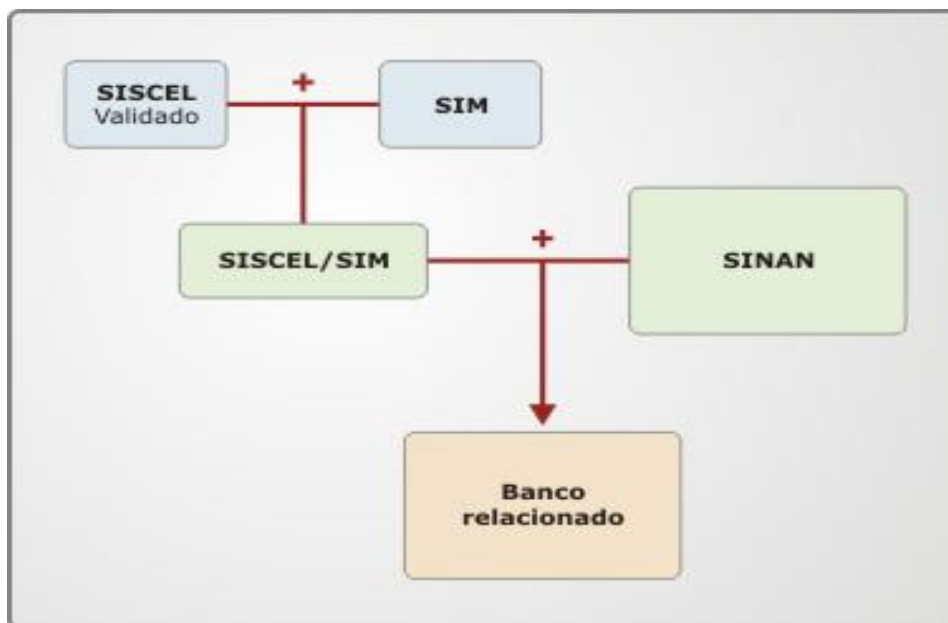 SISCEL
Validado
+
SIM
SISCEL/SIM
+
SINAN
Banco
relacionado